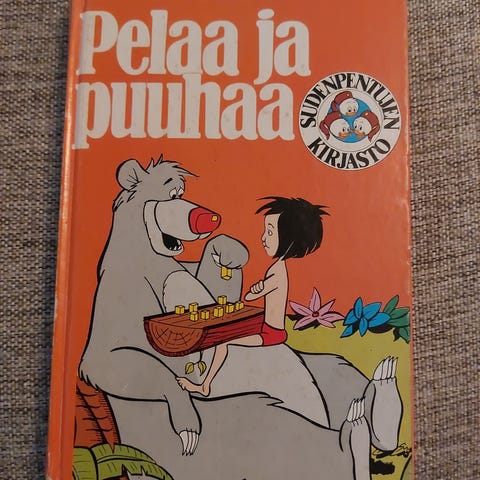 Pelaa ja
puuhaa
SUDENPENTUJEN
KIRJASTO